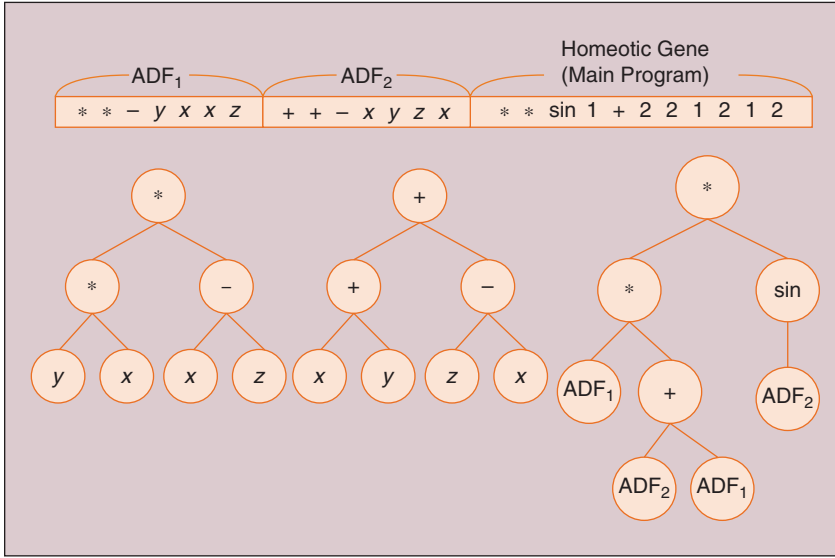 Homeotic Gene
(Main Program)
ADF₁ ADF₂
* * – y x x z + + – x y z x * * sin 1 + 2 2 1 2 1 2
* + *
* – + – * sin
y x x z x y z x ADF₁ + ADF₂
ADF₂ ADF₁